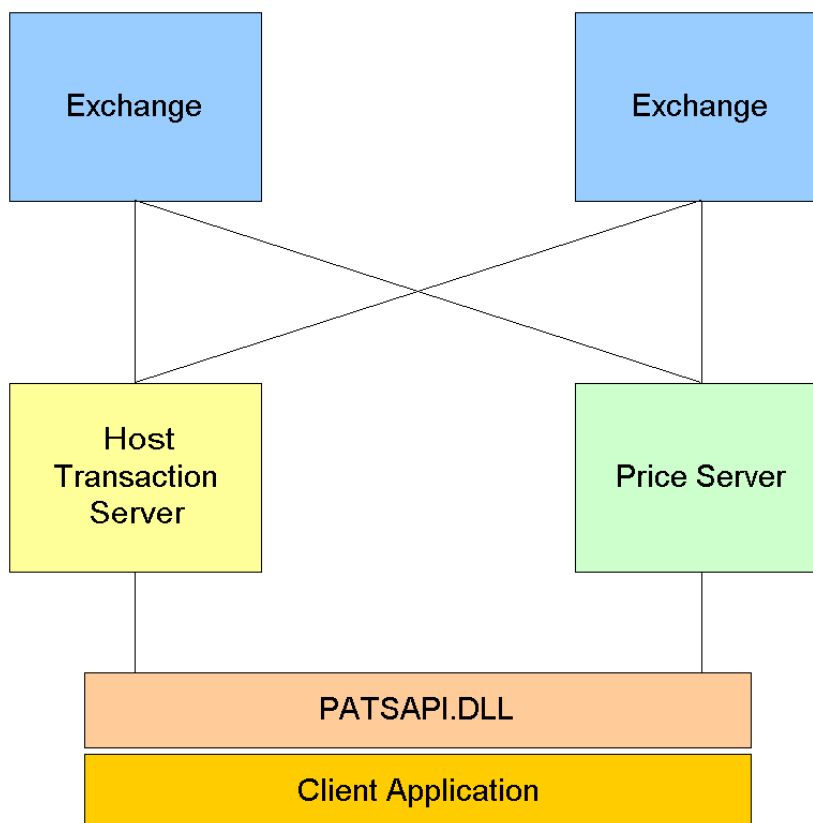 Exchange
Exchange
Host
Transaction
Server
Price Server
PATSAPI.DLL
Client Application